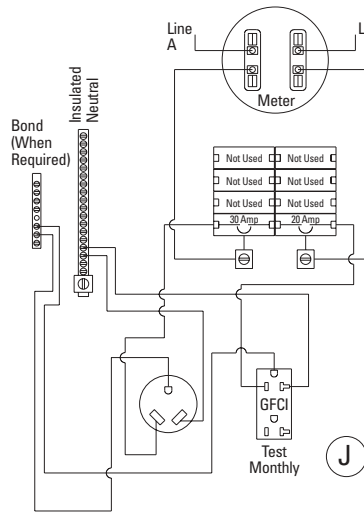 Line
A
L
Meter
Insulated
Neutral
Bond
(When
Required)
Not Used
Not Used
Not Used
Not Used
Not Used
Not Used
30 Amp
20 Amp
GFCI
Test
Monthly
J